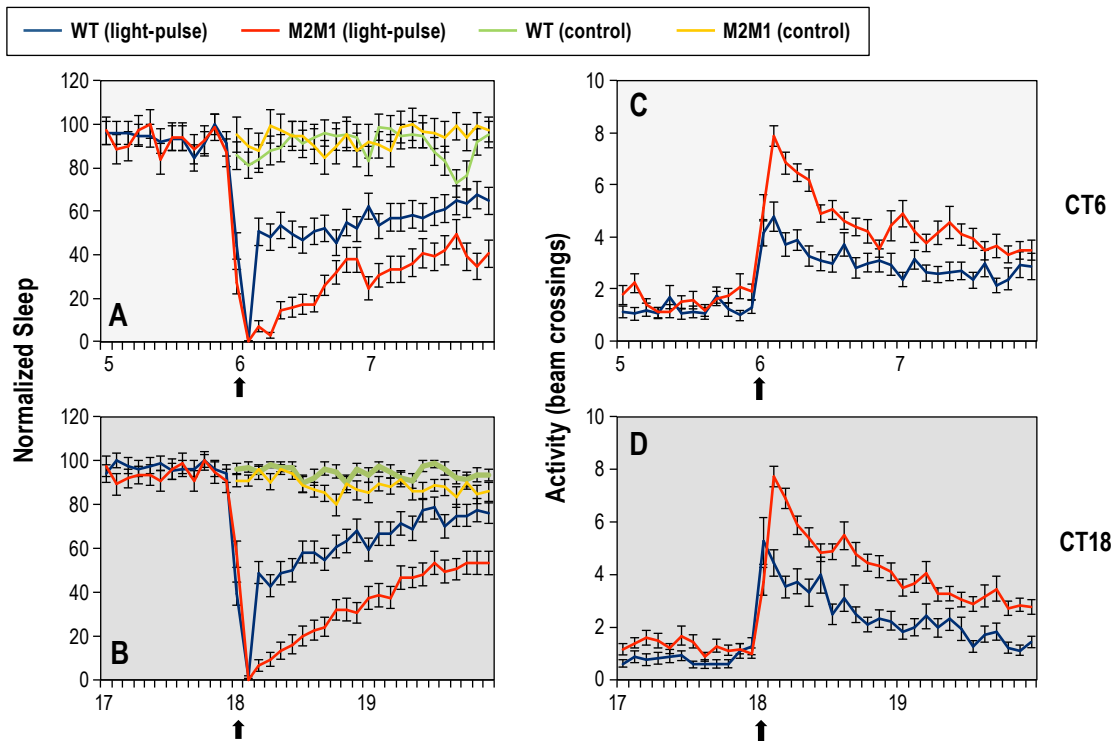 WT (light-pulse) M2M1 (light-pulse) WT (control) M2M1 (control)
Normalized Sleep
120
100
80
60
40
20
0
A
5 6 7
Activity (beam crossings)
10
8
6
4
2
0
C
5 6 7
CT6
120
100
80
60
40
20
0
B
17 18 19
10
8
6
4
2
0
D
17 18 19
CT18